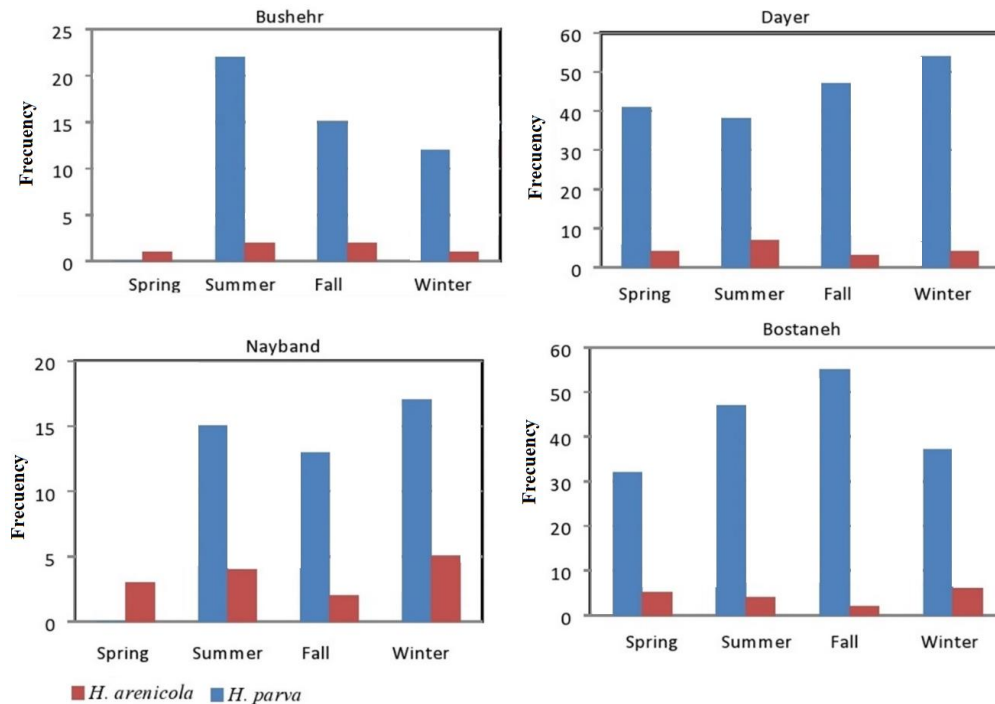 Bushehr
25
20
15
10
5
0
Frecuency
Spring Summer Fall Winter
Dayer
60
50
40
30
20
10
0
Frecuency
Spring Summer Fall Winter
Nayband
20
15
10
5
0
Frecuency
Spring Summer Fall Winter
Bostaneh
60
50
40
30
20
10
0
Frecuency
Spring Summer Fall Winter
H. arenicola H. parva